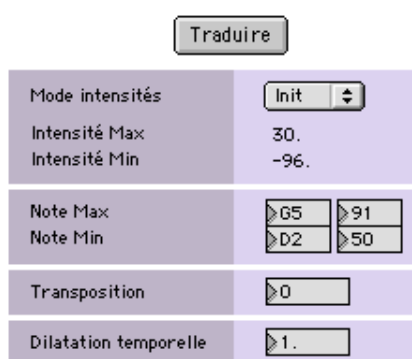 Traduire
Mode intensités Init
Intensité Max 30.
Intensité Min -96.
Note Max G5 91
Note Min D2 50
Transposition 0
Dilatation temporelle 1.